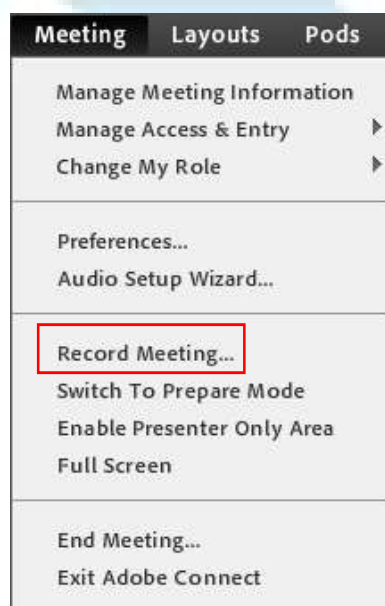 Meeting Layouts Pods
Manage Meeting Information
Manage Access & Entry
Change My Role
Preferences...
Audio Setup Wizard...
Record Meeting...
Switch To Prepare Mode
Enable Presenter Only Area
Full Screen
End Meeting...
Exit Adobe Connect